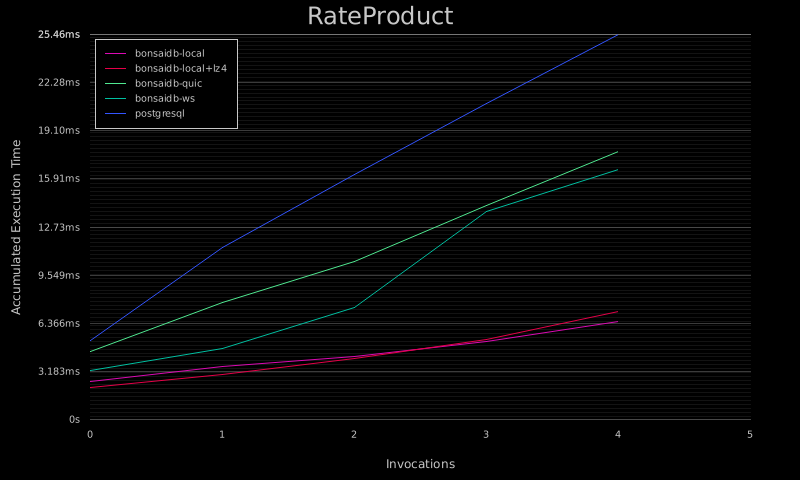 RateProduct
25.46ms
22.28ms
19.10ms
15.91ms
12.73ms
9.549ms
6.366ms
3.183ms
0s
bonsaidb-local
bonsaidb-local+lz4
bonsaidb-quic
bonsaidb-ws
postgresql
Accumulated Execution Time
0 1 2 3 4 5
Invocations